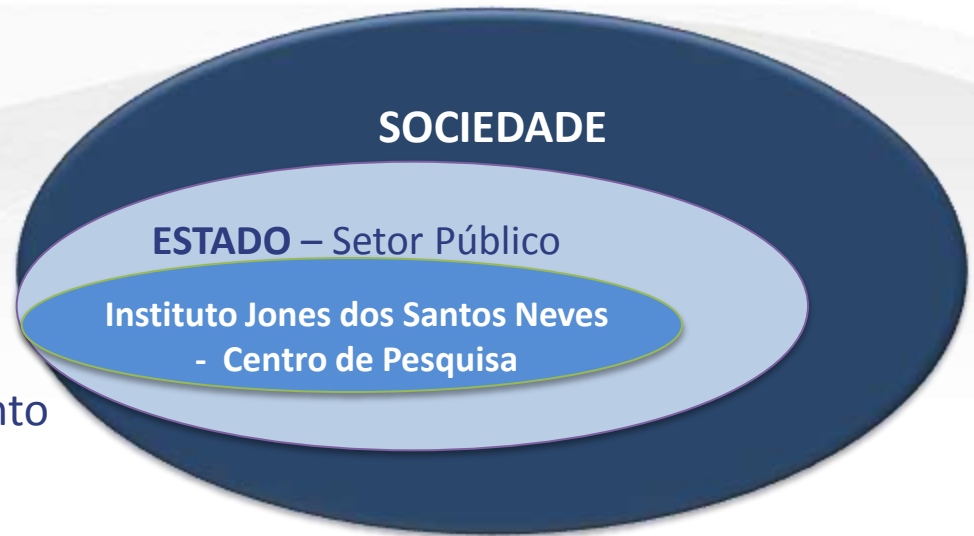 SOCIEDADE
ESTADO – Setor Público
Instituto Jones dos Santos Neves
- Centro de Pesquisa
nto